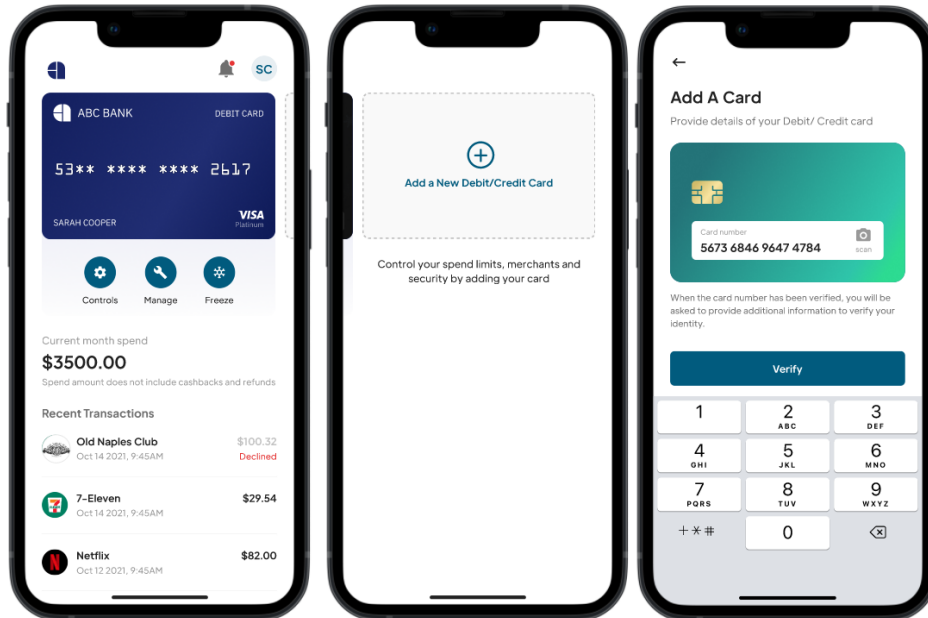 SC
ABC BANK DEBIT CARD
53** **** **** 2617
SARAH COOPER VISA
Platinum
Controls Manage Freeze
Current month spend
$3500.00
Spend amount does not include cashbacks and refunds
Recent Transactions
Old Naples Club $100.32
Oct 14 2021, 9:45AM Declined
7-Eleven $29.54
Oct 14 2021, 9:45AM
Netflix $82.00
Oct 12 2021, 9:45AM
Add a New Debit/Credit Card
Control your spend limits, merchants and
security by adding your card
Add A Card
Provide details of your Debit/ Credit card
Card number
5673 6846 9647 4784
scan
When the card number has been verified, you will be
asked to provide additional information to verify your
identity.
Verify
1 2 3
ABC DEF
4 5 6
GHI JKL MNO
7 8 9
PQRS TUV WXYZ
+*# 0